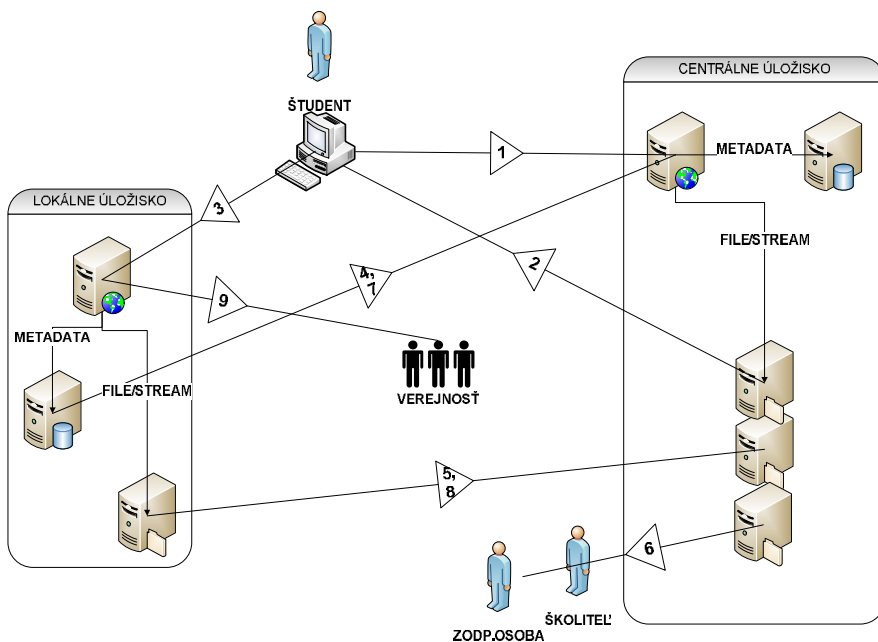 CENTRÁLNE ÚLOŽISKO
ŠTUDENT
1
METADATA
LOKÁLNE ÚLOŽISKO
3
FILE/STREAM
2
4,
7
9
METADATA
FILE/STREAM
VEREJNOSŤ
5,
8
6
ŠKOLITEĽ
ZODP.OSOBA